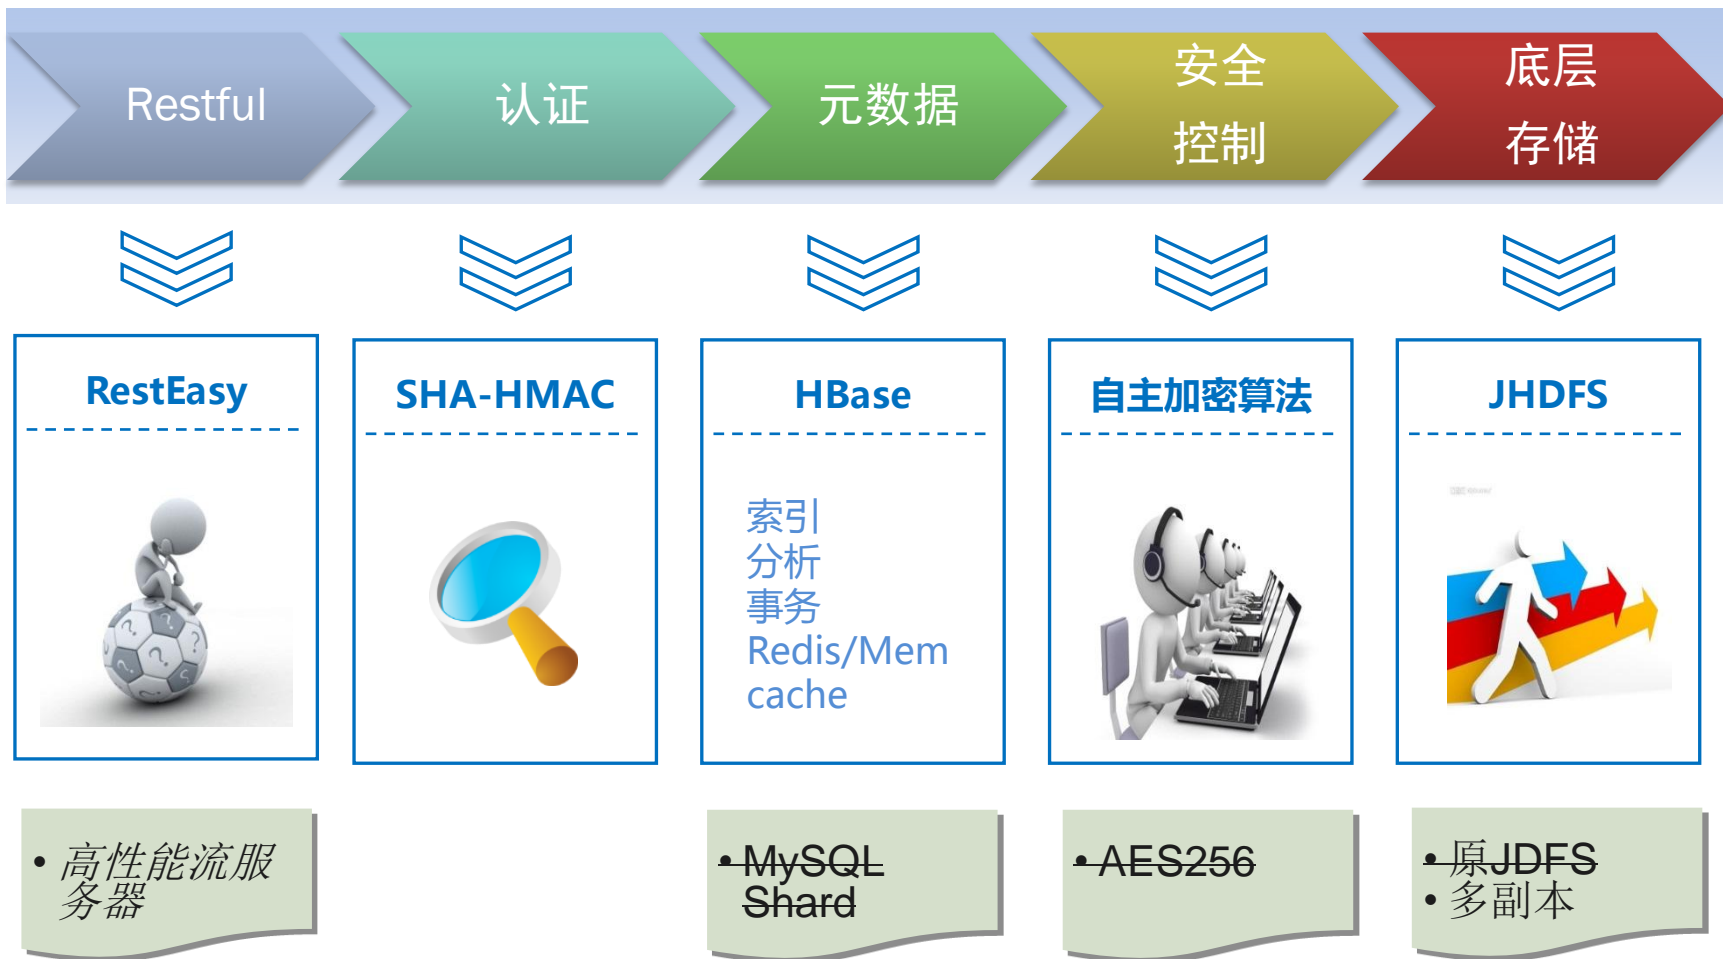 Restful
认证
元数据
安全
控制
底层
存储
RestEasy
SHA-HMAC
HBase
索引
分析
事务
Redis/Mem
cache
自主加密算法
JHDFS
• 高性能流服
务器
• MySQL
Shard
• AES256
• 原JDFS
• 多副本